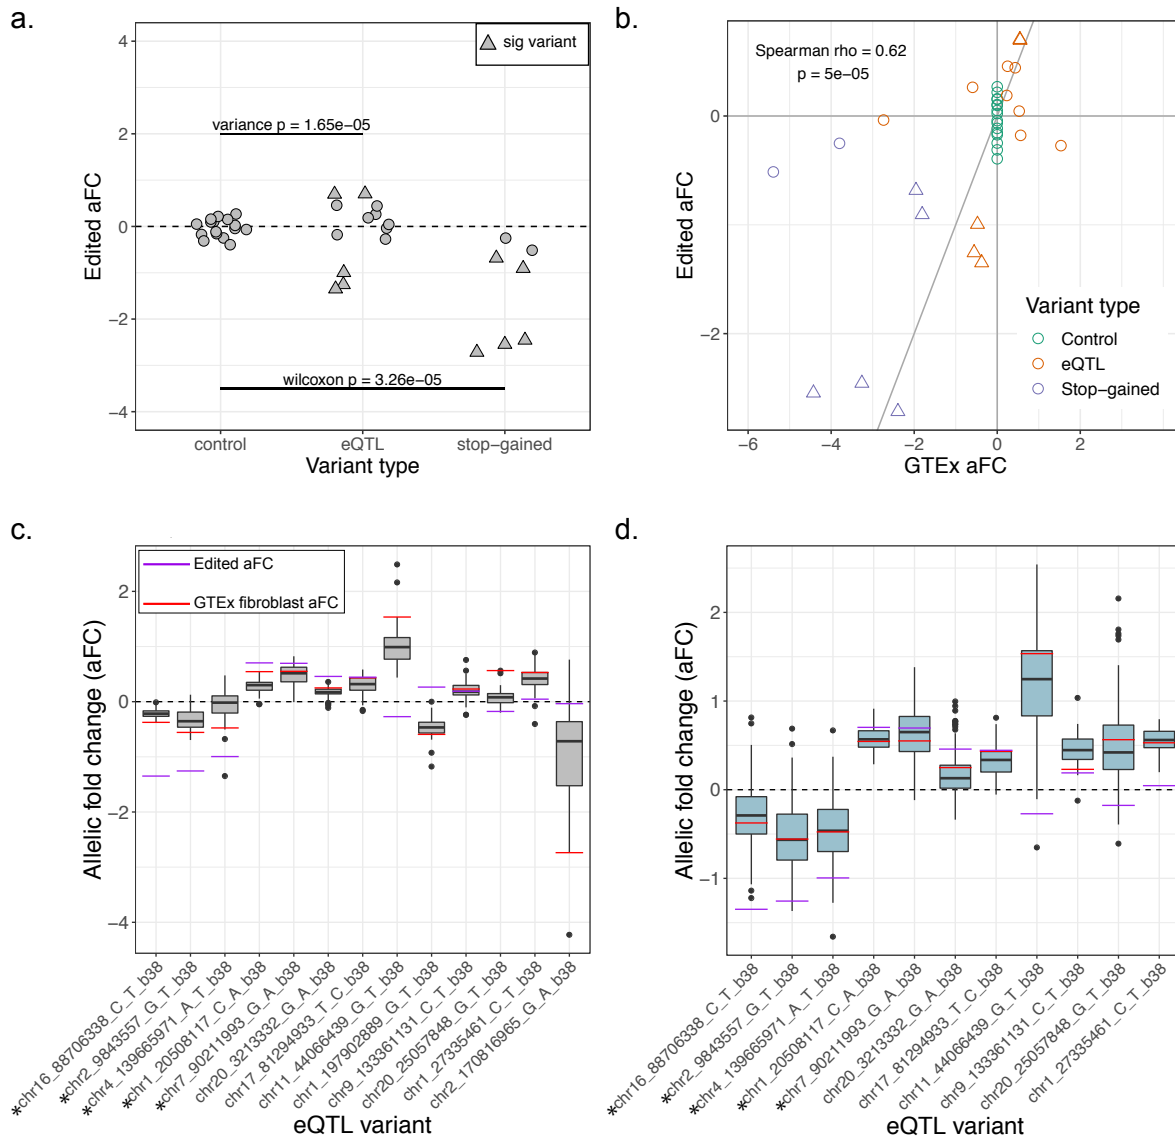 a.
4
2
0
−2
−4
Edited aFC
sig variant
variance p = 1.65e−05
wilcoxon p = 3.26e−05
control
eQTL
stop−gained
Variant type
b.
0
−2
Edited aFC
Spearman rho = 0.62
p = 5e−05
Variant type
Control
eQTL
Stop−gained
−6
−4
−2
0
2
GTEx aFC
c.
Edited aFC
GTEx fibroblast aFC
2
0
−2
−4
Allelic fold change (aFC)
*chr16_88706338_C_T_b38
*chr2_9843557_G_T_b38
*chr4_139665971_A_T_b38
*chr1_20508117_C_A_b38
*chr7_90211993_G_A_b38
chr20_3213332_G_A_b38
chr17_81294933_T_C_b38
chr11_44066439_G_T_b38
chr1_197902889_G_T_b38
chr9_133361131_C_T_b38
chr20_25057848_G_T_b38
chr1_27335461_C_T_b38
chr2_170816965_G_A_b38
eQTL variant
d.
2
1
0
−1
Allelic fold change (aFC)
*chr16_88706338_C_T_b38
*chr2_9843557_G_T_b38
*chr4_139665971_A_T_b38
*chr1_20508117_C_A_b38
*chr7_90211993_G_A_b38
chr20_3213332_G_A_b38
chr17_81294933_T_C_b38
chr11_44066439_G_T_b38
chr9_133361131_C_T_b38
chr20_25057848_G_T_b38
chr1_27335461_C_T_b38
eQTL variant